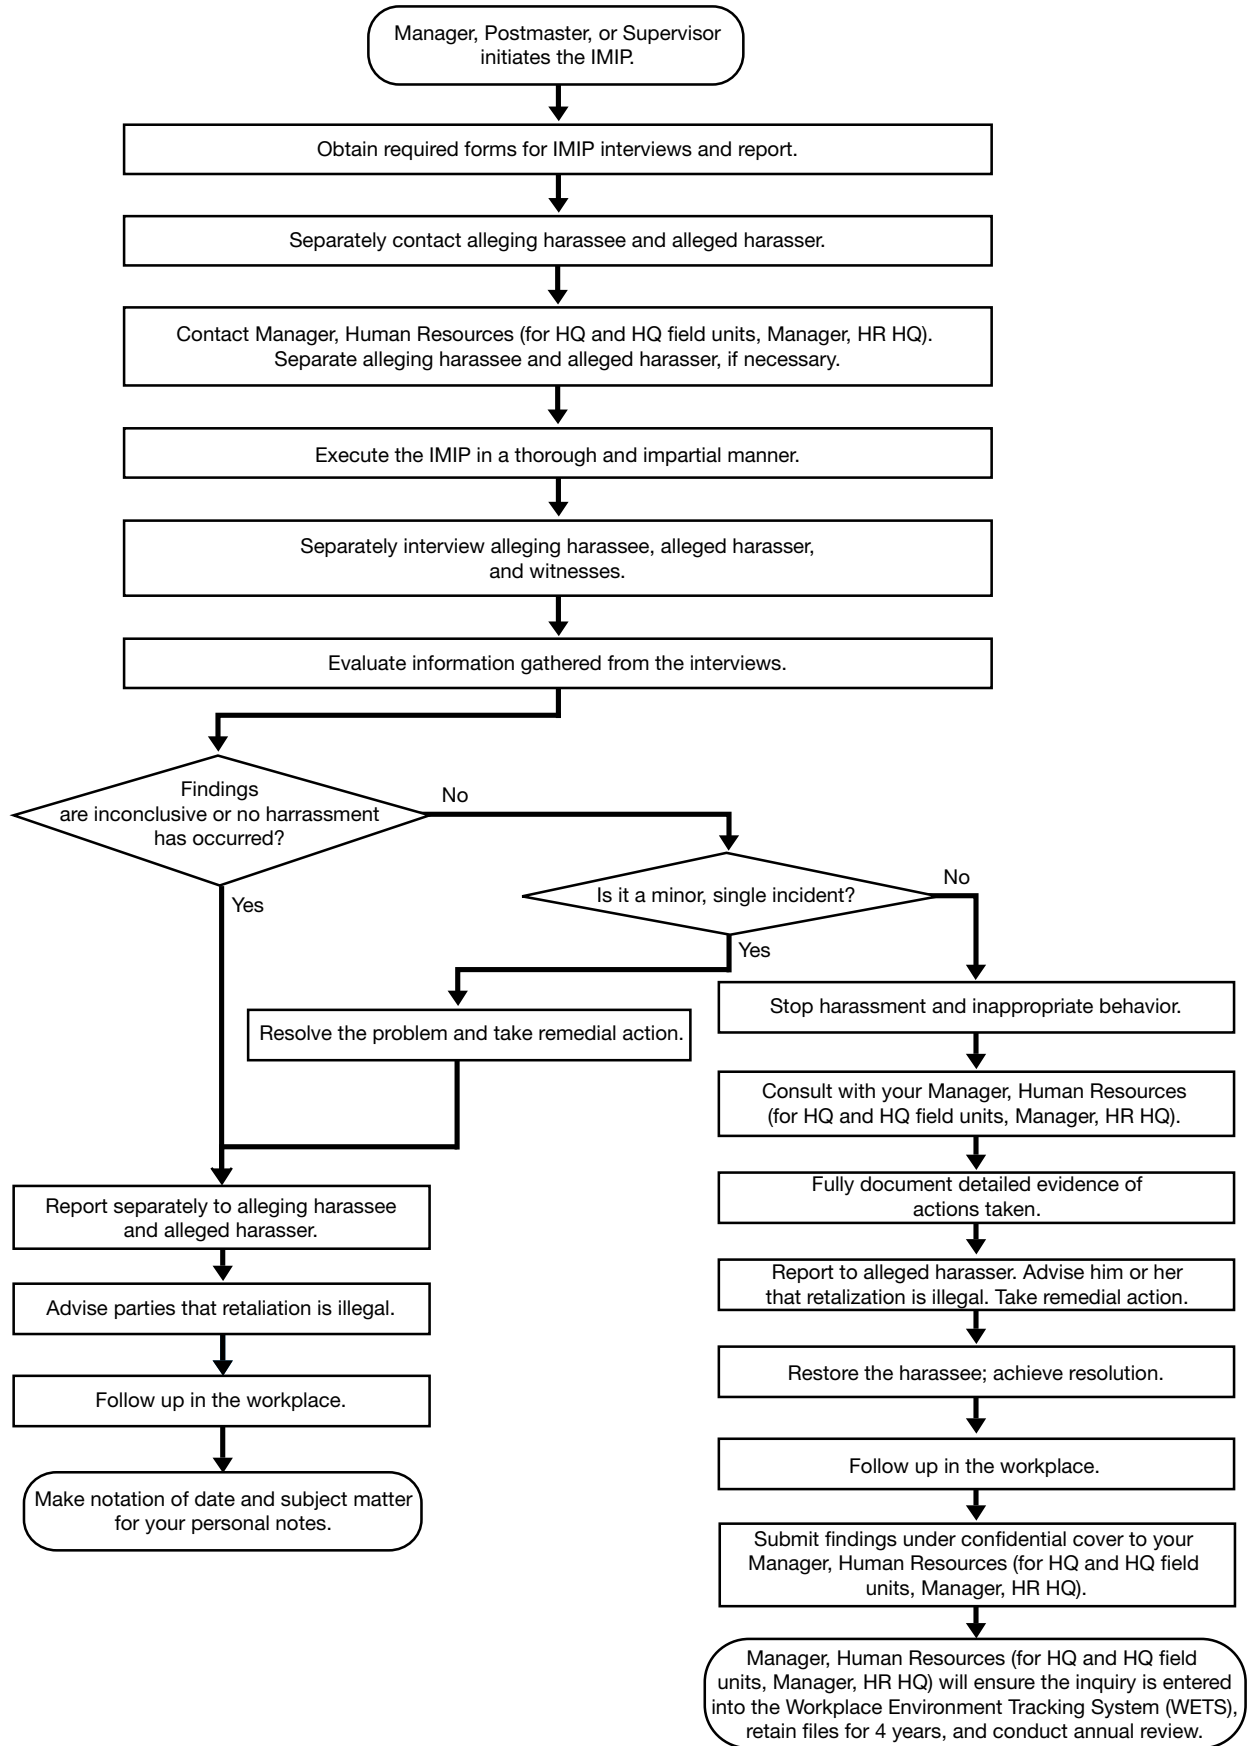 Manager, Postmaster, or Supervisor
initiates the IMIP.
Obtain required forms for IMIP interviews and report.
Separately contact alleging harassee and alleged harasser.
Contact Manager, Human Resources (for HQ and HQ field units, Manager, HR HQ).
Separate alleging harassee and alleged harasser, if necessary.
Execute the IMIP in a thorough and impartial manner.
Separately interview alleging harassee, alleged harasser,
and witnesses.
Evaluate information gathered from the interviews.
Findings
are inconclusive or no harrassment
has occurred?
No
Yes
Is it a minor, single incident?
No
Yes
Resolve the problem and take remedial action.
Report separately to alleging harassee
and alleged harasser.
Advise parties that retaliation is illegal.
Follow up in the workplace.
Make notation of date and subject matter
for your personal notes.
Stop harassment and inappropriate behavior.
Consult with your Manager, Human Resources
(for HQ and HQ field units, Manager, HR HQ).
Fully document detailed evidence of
actions taken.
Report to alleged harasser. Advise him or her
that retalization is illegal. Take remedial action.
Restore the harassee; achieve resolution.
Follow up in the workplace.
Submit findings under confidential cover to your
Manager, Human Resources (for HQ and HQ field
units, Manager, HR HQ).
Manager, Human Resources (for HQ and HQ field
units, Manager, HR HQ) will ensure the inquiry is entered
into the Workplace Environment Tracking System (WETS),
retain files for 4 years, and conduct annual review.